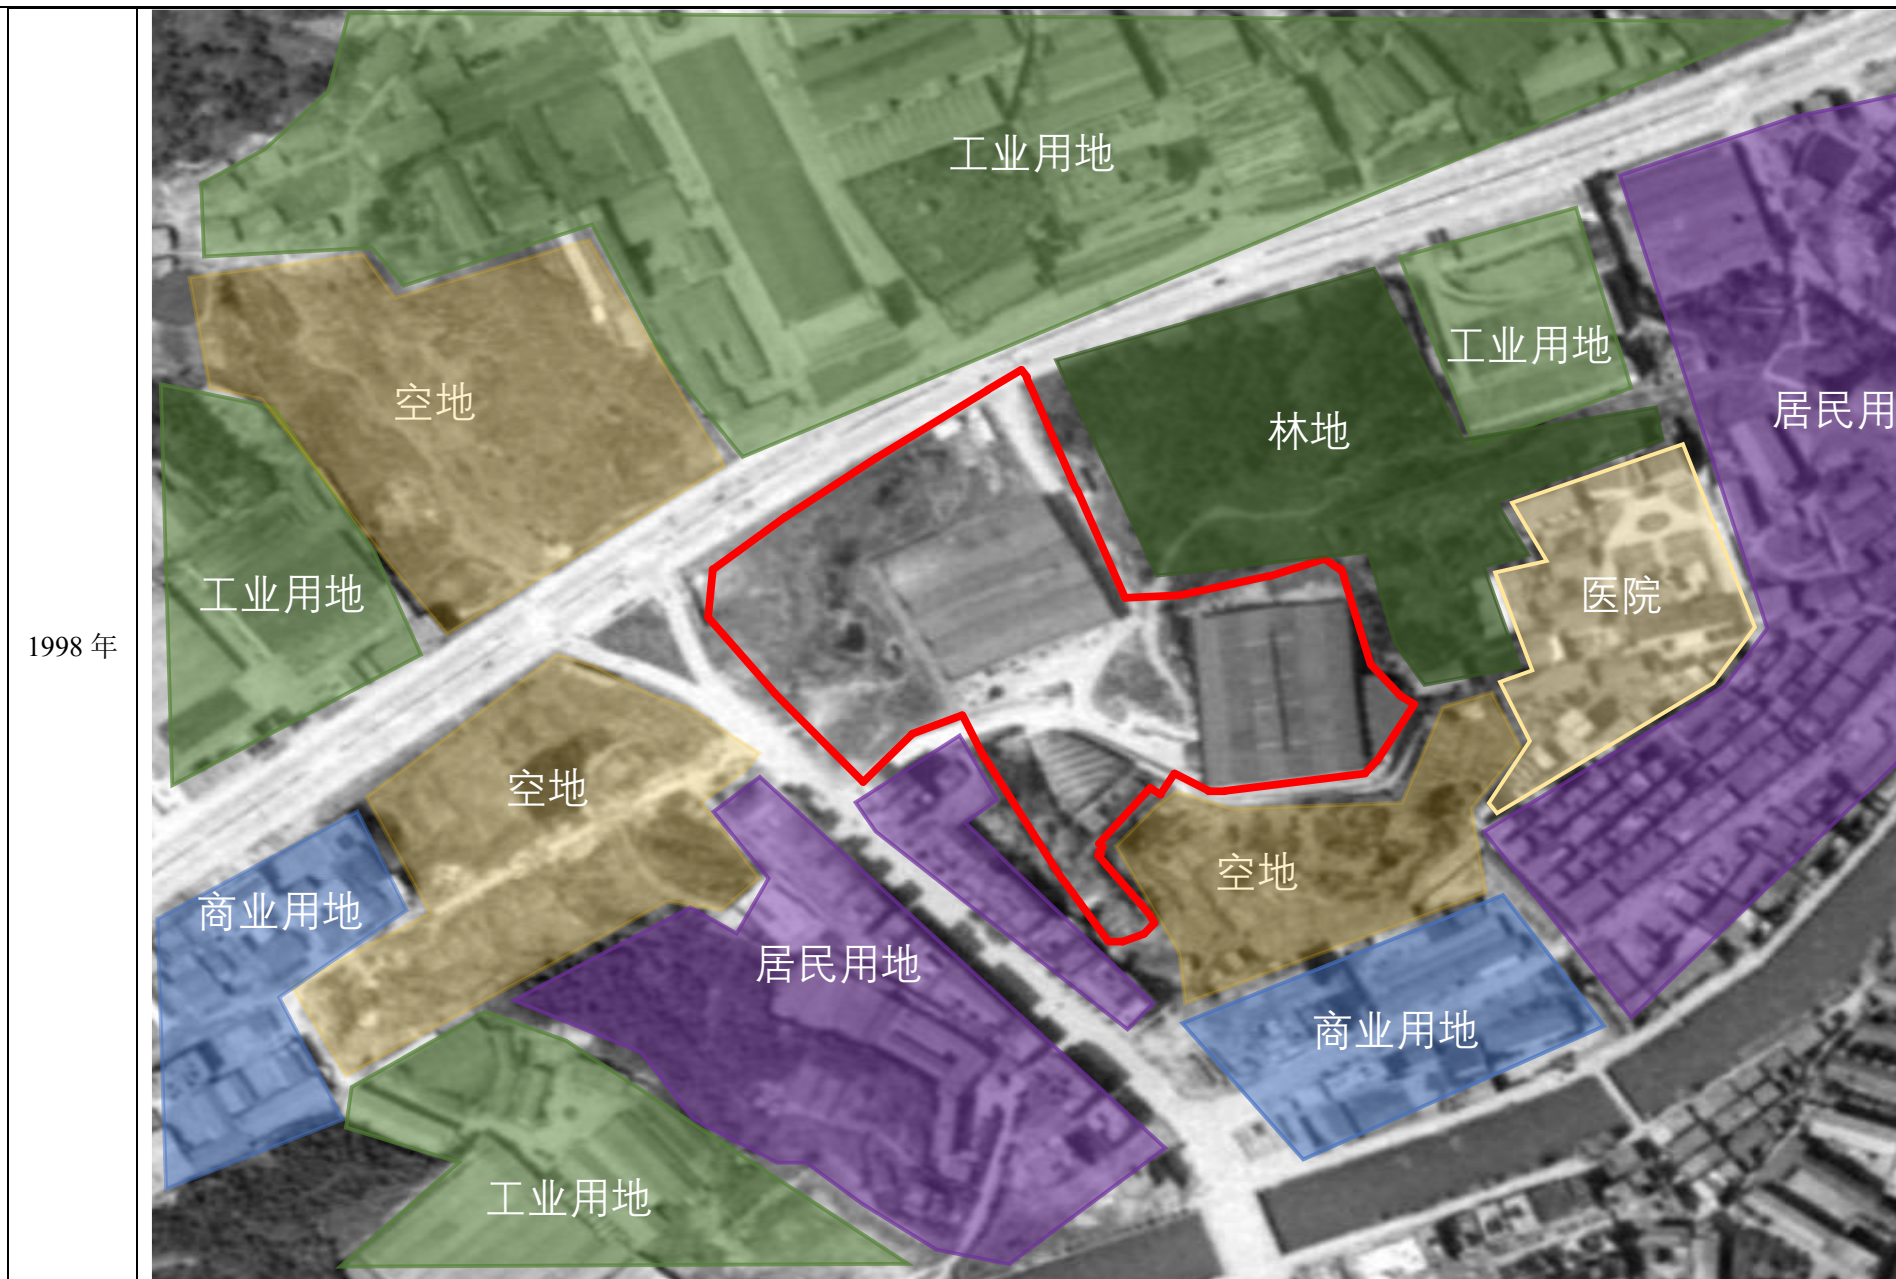 1998 年
工业用地
工业用地
空地
居民用
林地
工业用地
医院
空地
空地
商业用地
居民用地
商业用地
工业用地